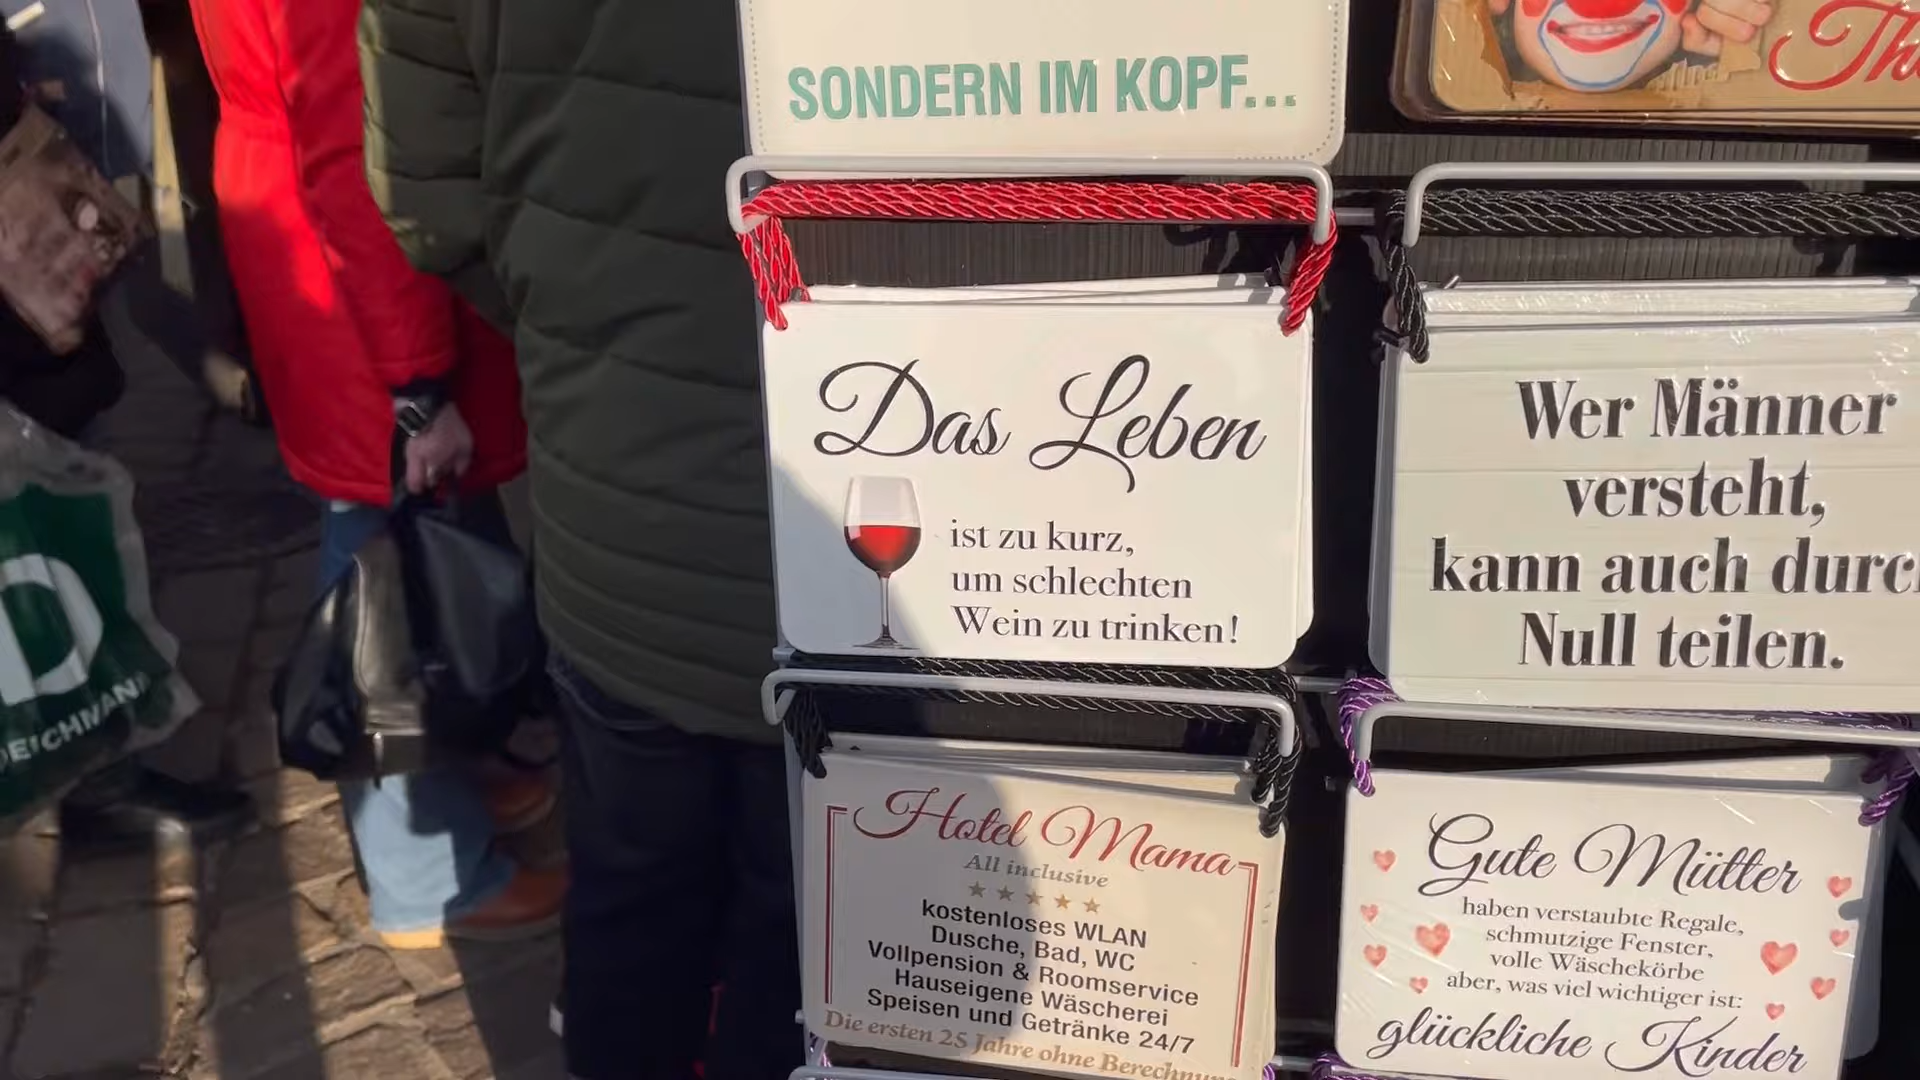 SONDERN IM KOPF...
Das Leben
ist zu kurz,
um schlechten
Wein zu trinken!
Wer Männer
versteht,
kann auch durc
Null teilen.
Hotel Mama
All inclusive
kostenloses WLAN
Dusche, Bad, WC
Vollpension & Roomservice
Hauseigene Wäscherei
Speisen und Getränke 24/7
Die ersten 25 Jahre ohne Berechnung
Gute Mütter
haben verstaubte Regale,
schmutzige Fenster,
volle Wäschekörbe
aber, was viel wichtiger ist:
glückliche Kinder
DEICHMANN